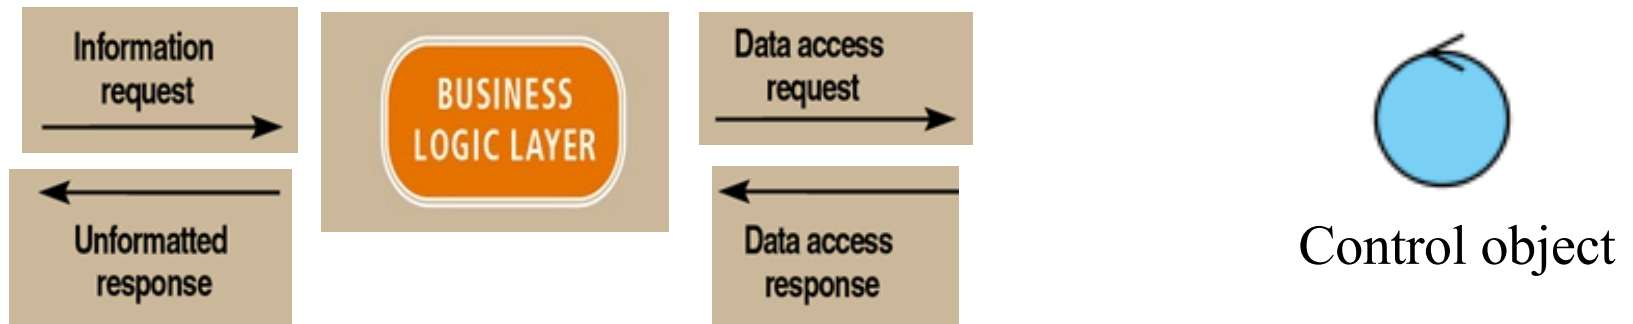 Information
request
Unformatted
response
BUSINESS
LOGIC LAYER
Data access
request
Data access
response
Control object